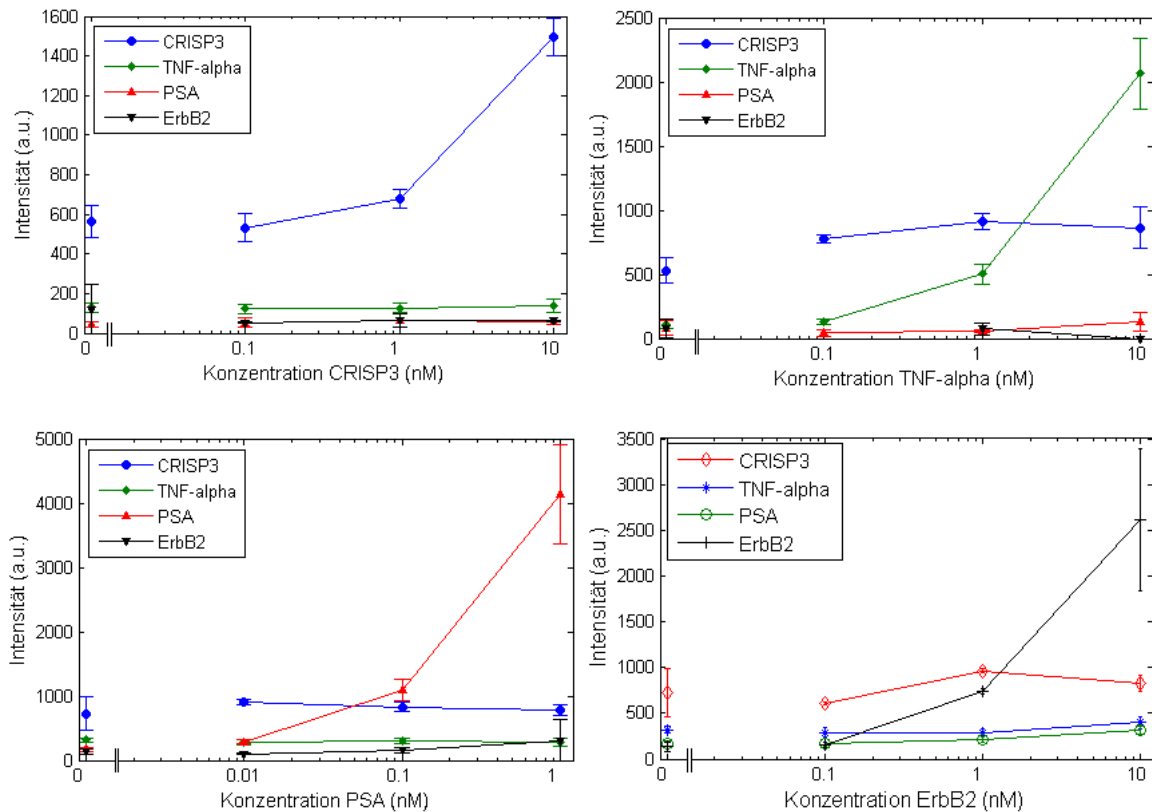 1600
1400
1200
1000
800
600
400
200
0
Intensität (a.u.)
CRISP3
TNF-alpha
PSA
ErbB2
0
0.1
1
10
Konzentration CRISP3 (nM)
2500
2000
1500
1000
500
0
Intensität (a.u.)
CRISP3
TNF-alpha
PSA
ErbB2
0
0.1
1
10
Konzentration TNF-alpha (nM)
5000
4000
3000
2000
1000
0
Intensität (a.u.)
CRISP3
TNF-alpha
PSA
ErbB2
0
0.01
0.1
1
Konzentration PSA (nM)
3500
3000
2500
2000
1500
1000
500
0
Intensität (a.u.)
CRISP3
TNF-alpha
PSA
ErbB2
0
0.1
1
10
Konzentration ErbB2 (nM)